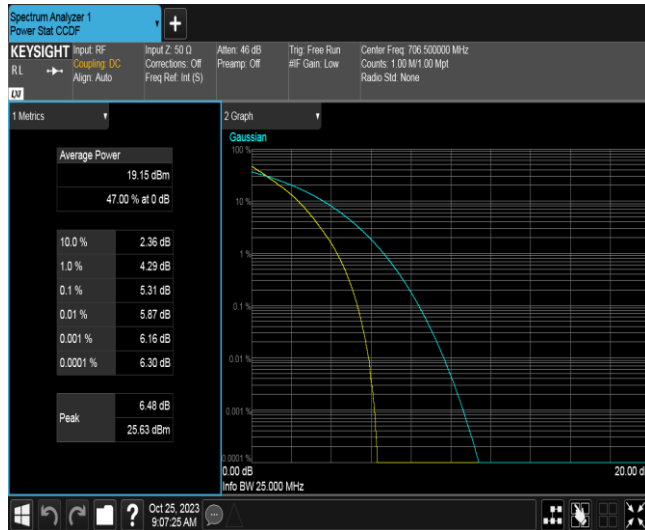 Spectrum Analyzer 1
Power Stat CCDF
+
KEYSIGHT
RL
LXI
Input: RF
Coupling: DC
Align: Auto
Input Z: 50 Ω
Corrections: Off
Freq Ref: Int (S)
Atten: 46 dB
Preamp: Off
Trig: Free Run
#IF Gain: Low
Center Freq: 706.500000 MHz
Counts: 1.00 M/1.00 Mpt
Radio Std: None
1 Metrics
Average Power
19.15 dBm
47.00 % at 0 dB
10.0 % 2.36 dB
1.0 % 4.29 dB
0.1 % 5.31 dB
0.01 % 5.87 dB
0.001 % 6.16 dB
0.0001 % 6.30 dB
Peak
6.48 dB
25.63 dBm
2 Graph
Gaussian
100 %
10 %
1 %
0.1 %
0.01 %
0.001 %
0.0001 %
0.00 dB
20.00 d
Info BW 25.000 MHz
?
Oct 25, 2023
9:07:25 AM